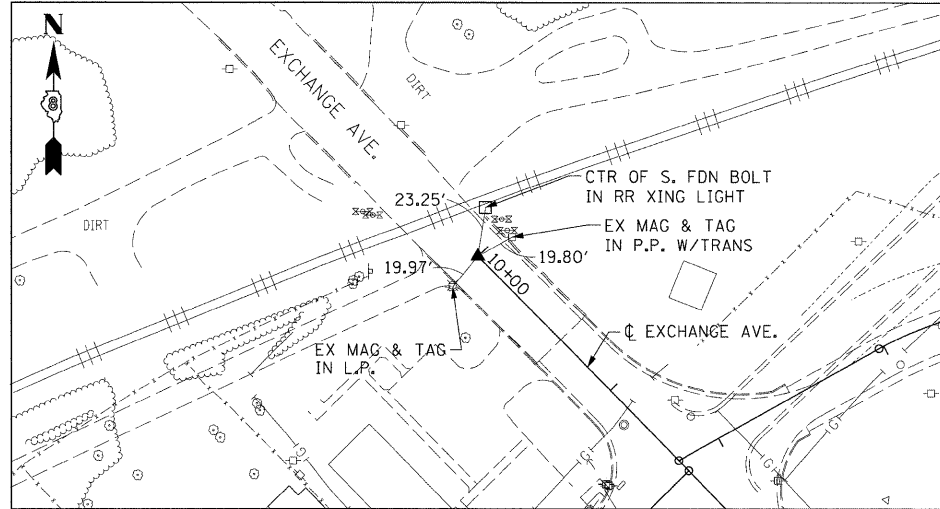 N
EXCHANGE AVE.
DIRT
DIRT
CTR OF S. FDN BOLT
IN RR XING LIGHT
23.25'
EX MAG & TAG
IN P.P. W/TRANS
19.80'
19.97'
10+00
℄ EXCHANGE AVE.
EX MAG & TAG
IN L.P.
G
G
G
G
G